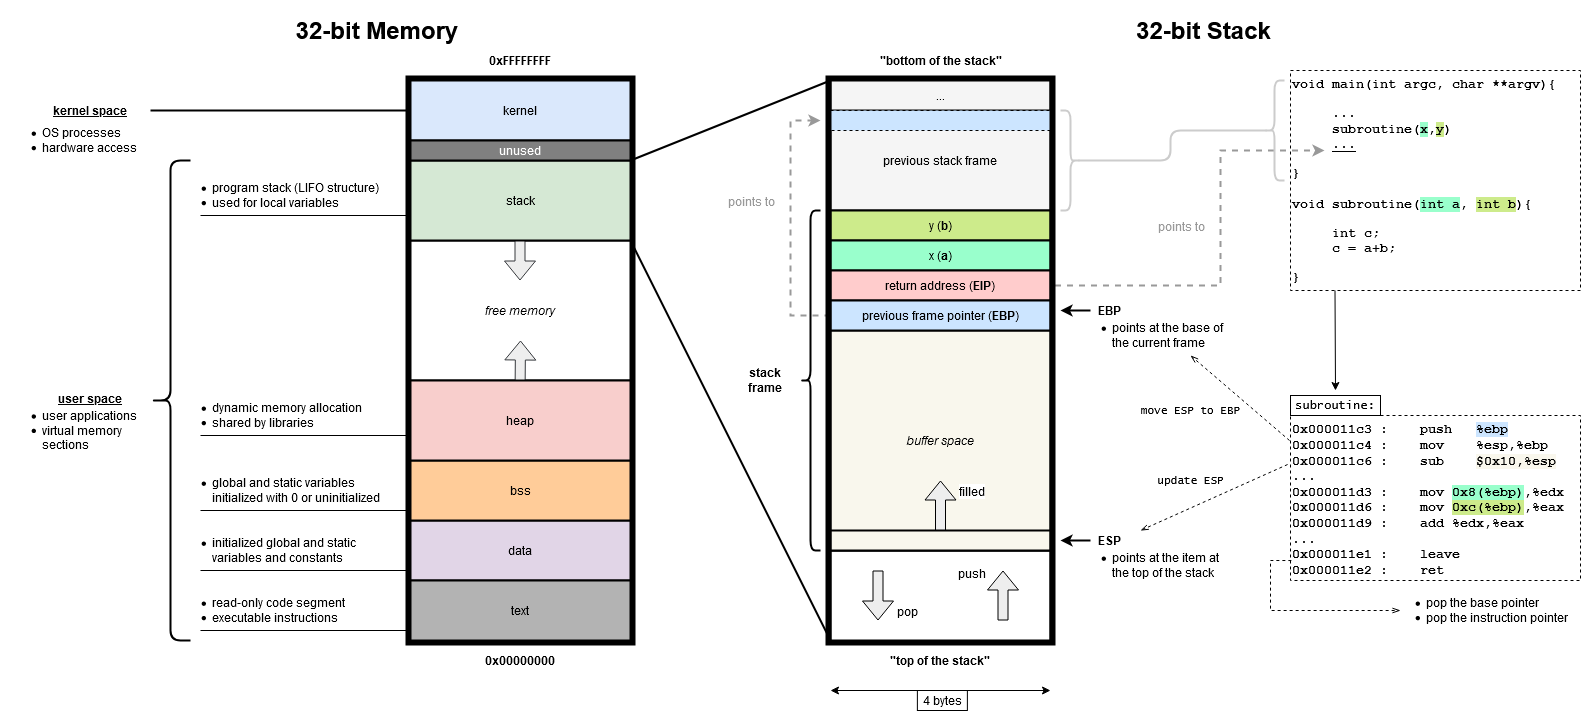 32-bit Memory
0xFFFFFFFF
kernel space
OS processes
hardware access
kernel
unused
program stack (LIFO structure)
used for local variables
stack
free memory
user space
user applications
virtual memory
sections
dynamic memory allocation
shared by libraries
heap
global and static variables
initialized with 0 or uninitialized
bss
initialized global and static
variables and constants
data
read-only code segment
executable instructions
text
0x00000000
32-bit Stack
"bottom of the stack"
...
previous stack frame
points to
y (b)
x (a)
return address (EIP)
previous frame pointer (EBP)
stack
frame
buffer space
filled
push
pop
"top of the stack"
4 bytes
EBP
points at the base of
the current frame
move ESP to EBP
update ESP
ESP
points at the item at
the top of the stack
points to
void main(int argc, char **argv){
...
subroutine(x,y)
...
}
void subroutine(int a, int b){
int c;
c = a+b;
}
subroutine:
0x000011c3 : push %ebp
0x000011c4 : mov %esp,%ebp
0x000011c6 : sub $0x10,%esp
...
0x000011d3 : mov 0x8(%ebp),%edx
0x000011d6 : mov 0xc(%ebp),%eax
0x000011d9 : add %edx,%eax
...
0x000011e1 : leave
0x000011e2 : ret
pop the base pointer
pop the instruction pointer